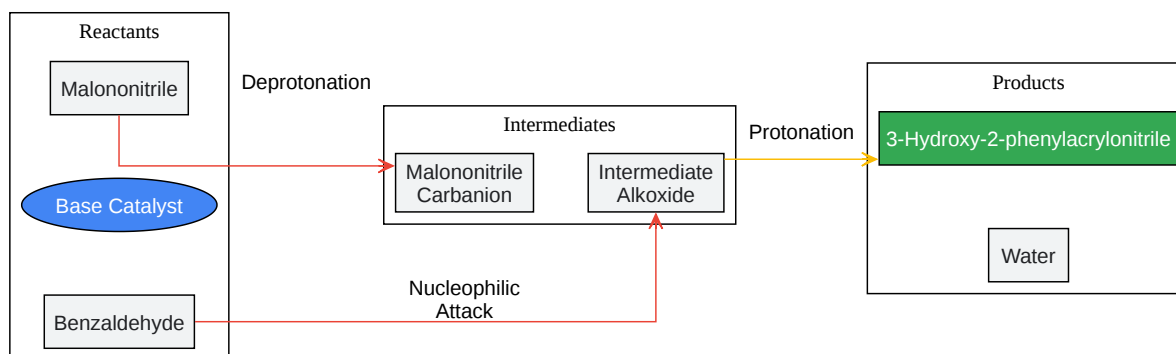 Reactants
Malononitrile
Base Catalyst
Benzaldehyde
Deprotonation
Nucleophilic
Attack
Intermediates
Malononitrile
Carbanion
Intermediate
Alkoxide
Protonation
Products
3-Hydroxy-2-phenylacrylonitrile
Water